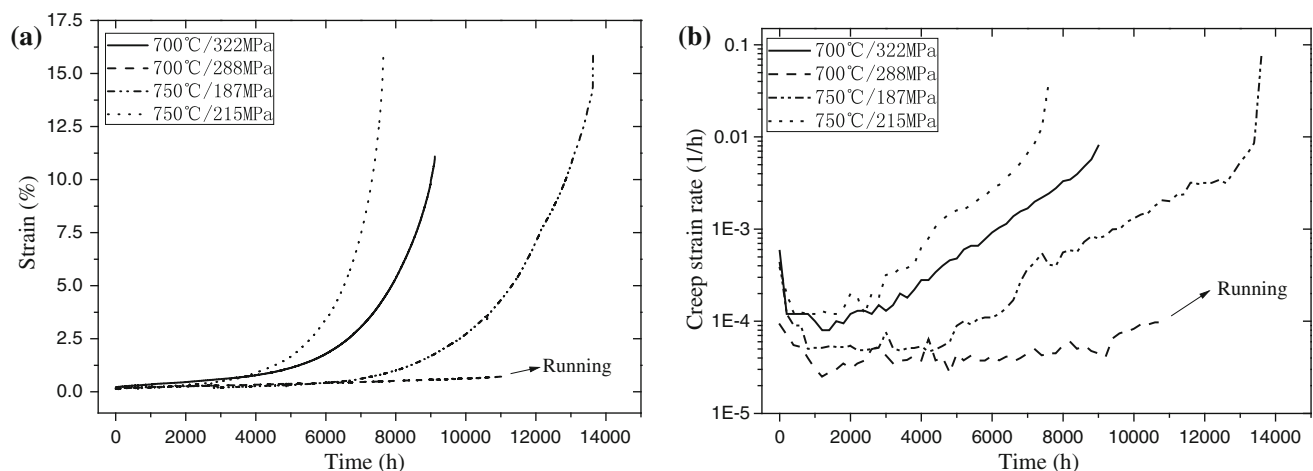 (a)
17.5
15.0
12.5
10.0
7.5
5.0
2.5
0.0
Strain (%)
700℃/322MPa
700℃/288MPa
750℃/187MPa
750℃/215MPa
Running
0 2000 4000 6000 8000 10000 12000 14000
Time (h)
(b)
0.1
0.01
1E-3
1E-4
1E-5
Creep strain rate (1/h)
700℃/322MPa
700℃/288MPa
750℃/187MPa
750℃/215MPa
Running
0 2000 4000 6000 8000 10000 12000 14000
Time (h)